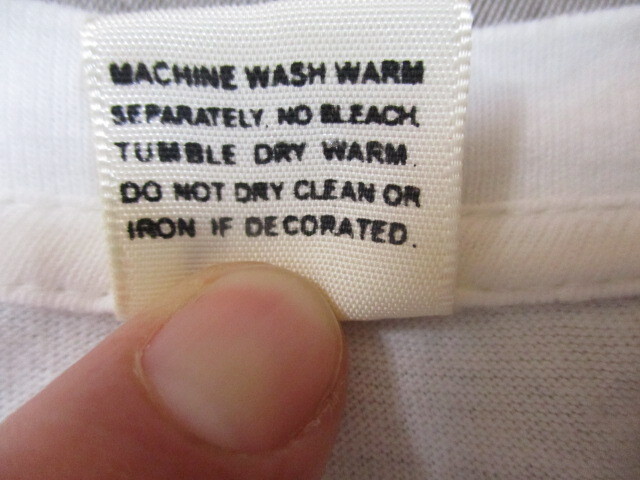 MACHINE WASH WARM
SEPARATELY. NO BLEACH.
TUMBLE DRY WARM.
DO NOT DRY CLEAN OR
IRON IF DECORATED.